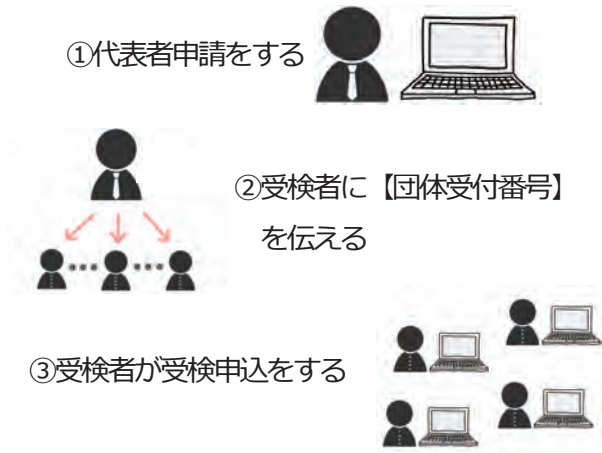 ①代表者申請をする
②受検者に【団体受付番号】
を伝える
③受検者が受検申込をする